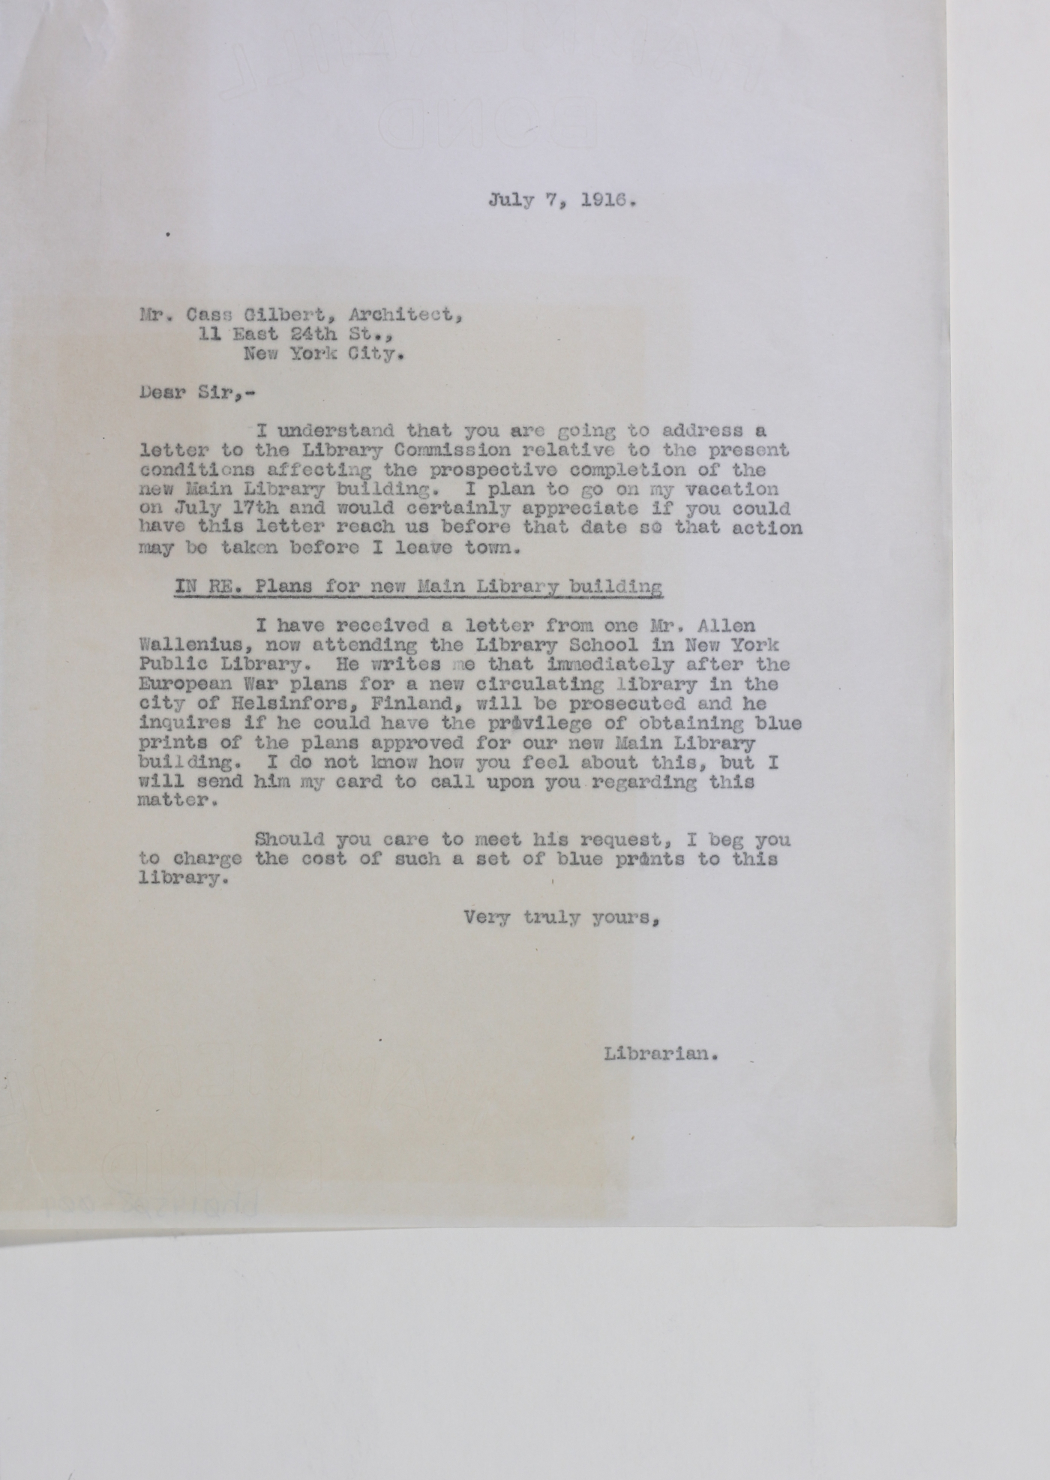 July 7, 1916.
Mr. Cass Gilbert, Architect,
11 East 24th St.,
New York City.
Dear Sir,-
I understand that you are going to address a
letter to the Library Commission relative to the present
conditions affecting the prospective completion of the
new Main Library building. I plan to go on my vacation
on July 17th and would certainly appreciate if you could
have this letter reach us before that date so that action
may be taken before I leave town.
IN RE. Plans for new Main Library building
I have received a letter from one Mr. Allen
Wallenius, now attending the Library School in New York
Public Library. He writes me that immediately after the
European War plans for a new circulating library in the
city of Helsinfors, Finland, will be prosecuted and he
inquires if he could have the privilege of obtaining blue
prints of the plans approved for our new Main Library
building. I do not know how you feel about this, but I
will send him my card to call upon you regarding this
matter.
Should you care to meet his request, I beg you
to charge the cost of such a set of blue prints to this
library.
Very truly yours,
Librarian.